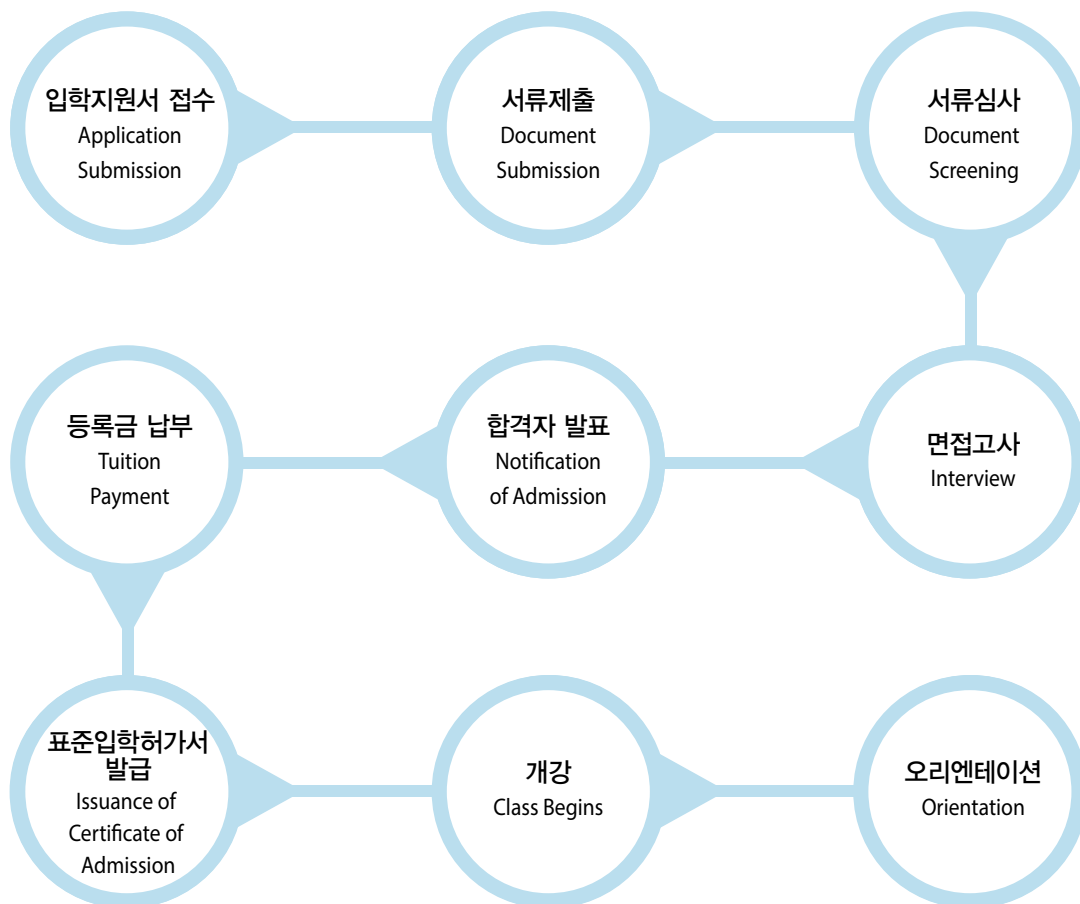 입학지원서 접수
Application
Submission
서류제출
Document
Submission
서류심사
Document
Screening
면접고사
Interview
합격자 발표
Notification
of Admission
등록금 납부
Tuition
Payment
표준입학허가서
발급
Issuance of
Certificate of
Admission
개강
Class Begins
오리엔테이션
Orientation